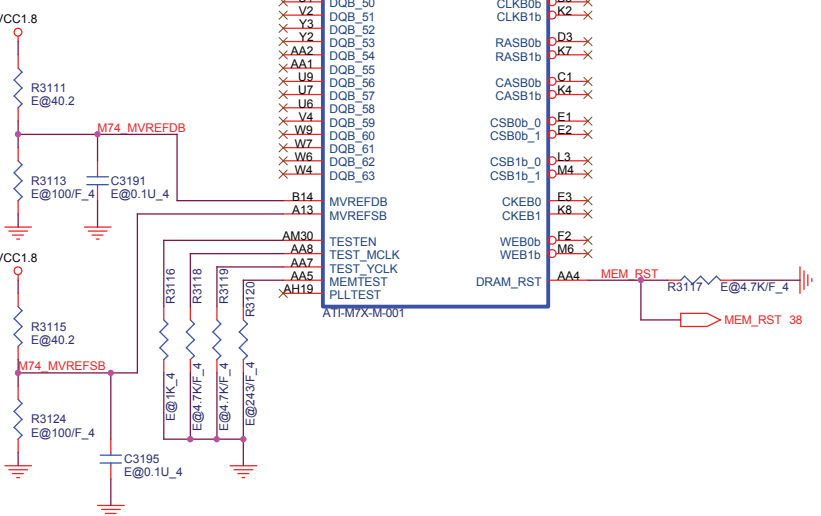 VCC1.8
R3111
E@40.2
M74_MVREFDB
R3113
E@100/F_4
C3191
E@0.1U_4
VCC1.8
R3115
E@40.2
M74_MVREFSB
R3124
E@100/F_4
C3195
E@0.1U_4
R3116
E@1K_4
R3118
E@4.7K/F_4
R3119
E@4.7K/F_4
R3120
E@243/F_4
DQB_50
V2 DQB_51
Y3 DQB_52
Y2 DQB_53
AA2 DQB_54
AA1 DQB_55
U9 DQB_56
U7 DQB_57
U6 DQB_58
V4 DQB_59
W9 DQB_60
W7 DQB_61
W6 DQB_62
W4 DQB_63
B14 MVREFDB
A13 MVREFSB
AM30 TESTEN
AA8 TEST_MCLK
AA7 TEST_YCLK
AA5 MEMTEST
AH19 PLLTEST
ATI-M7X-M-001
CLKB0b
CLKB1b K2
RASB0b D3
RASB1b K7
CASB0b C1
CASB1b K4
CSB0b_0 E1
CSB0b_1 E2
CSB1b_0 L3
CSB1b_1 M4
CKEB0 E3
CKEB1 K8
WEB0b F2
WEB1b M6
DRAM_RST AA4
MEM_RST
R3117 E@4.7K/F_4
MEM_RST 38